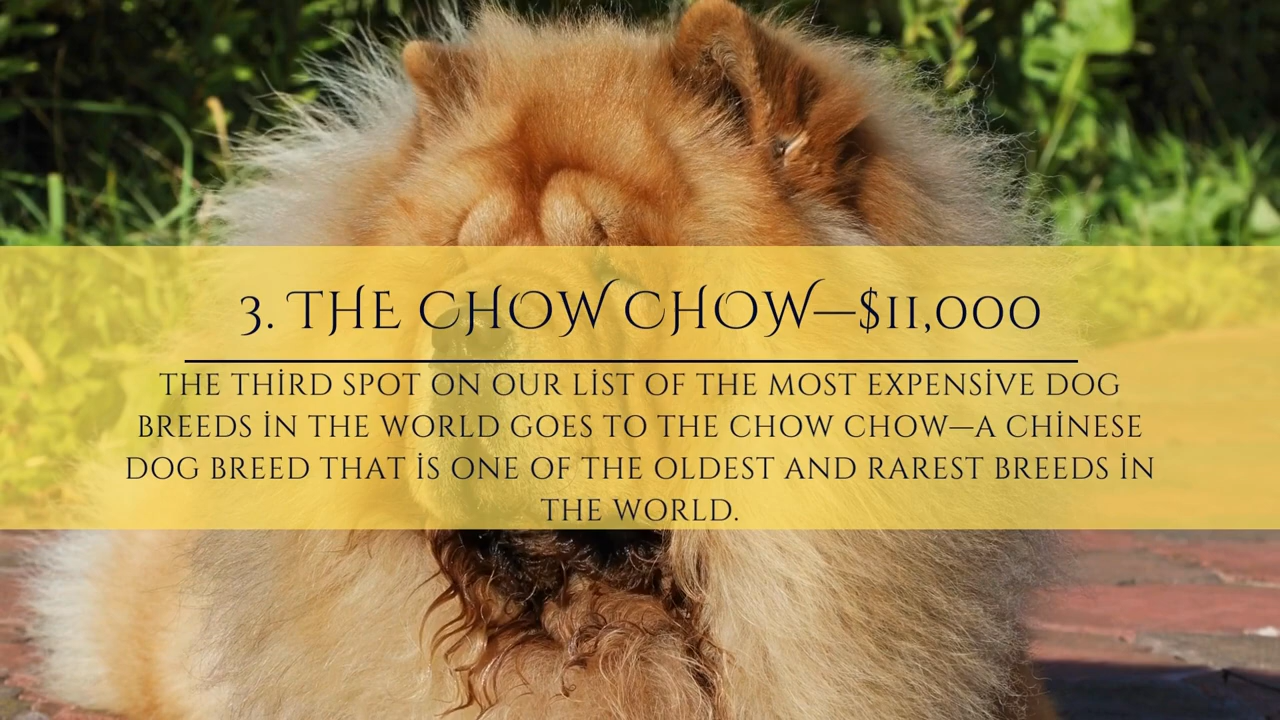 3. THE CHOW CHOW—$11,000
THE THİRD SPOT ON OUR LİST OF THE MOST EXPENSİVE DOG
BREEDS İN THE WORLD GOES TO THE CHOW CHOW—A CHİNESE
DOG BREED THAT İS ONE OF THE OLDEST AND RAREST BREEDS İN
THE WORLD.